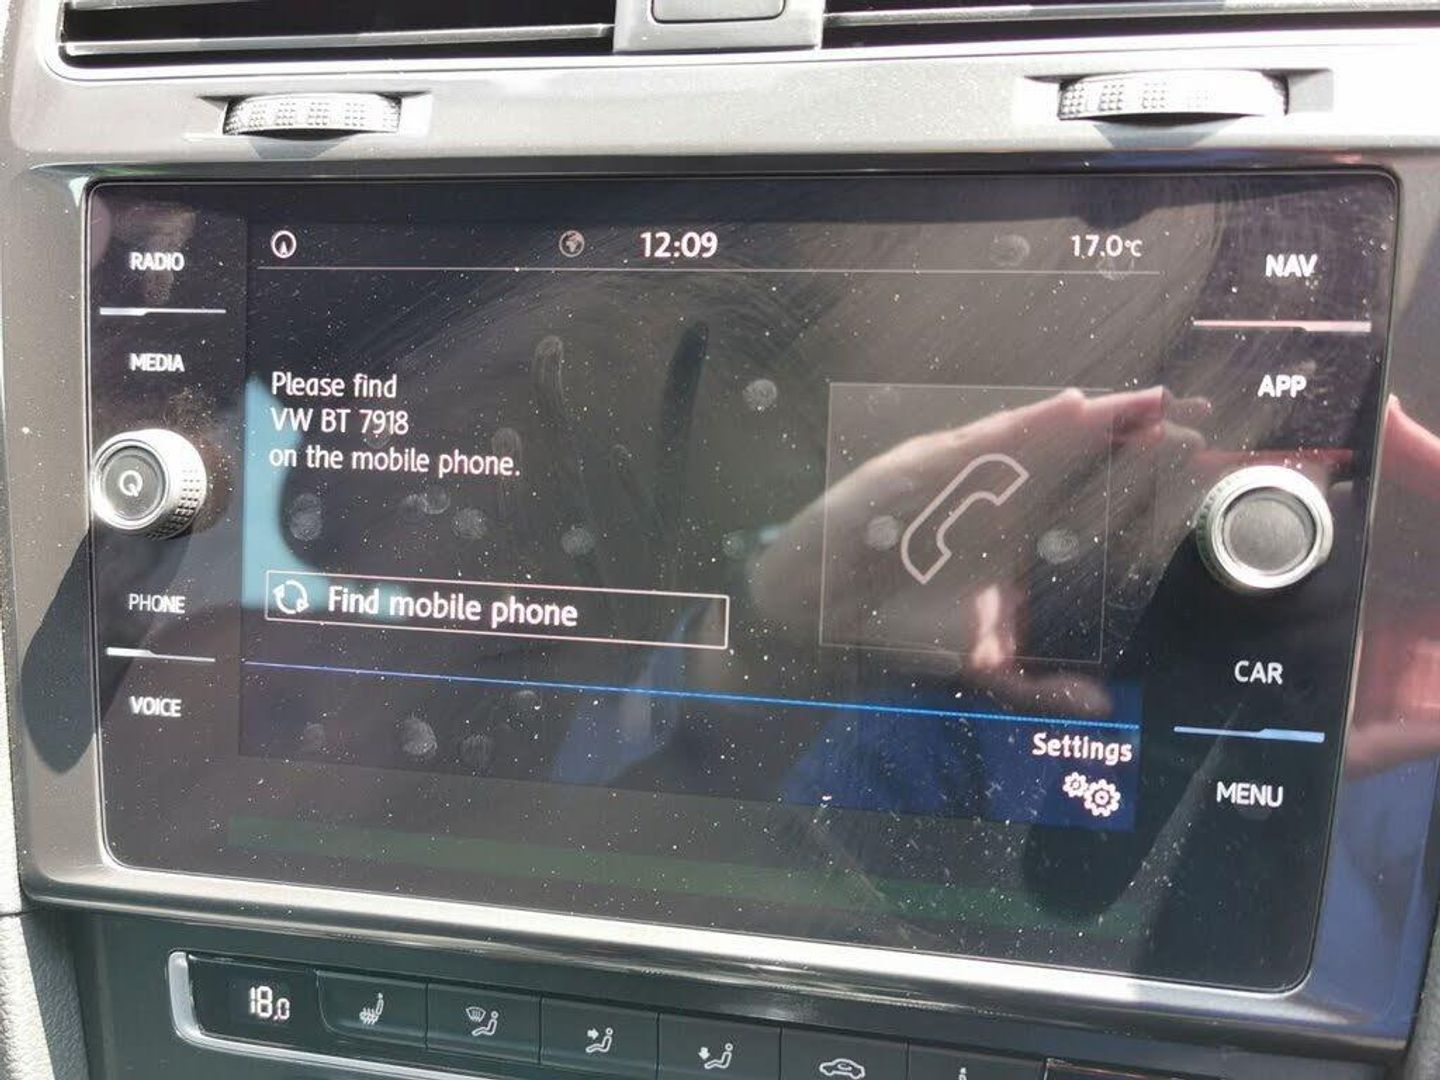 RADIO
12:09
17.0°C
NAV
MEDIA
APP
Please find
VW BT 7918
on the mobile phone.
Find mobile phone
PHONE
VOICE
CAR
Settings
MENU
18.0